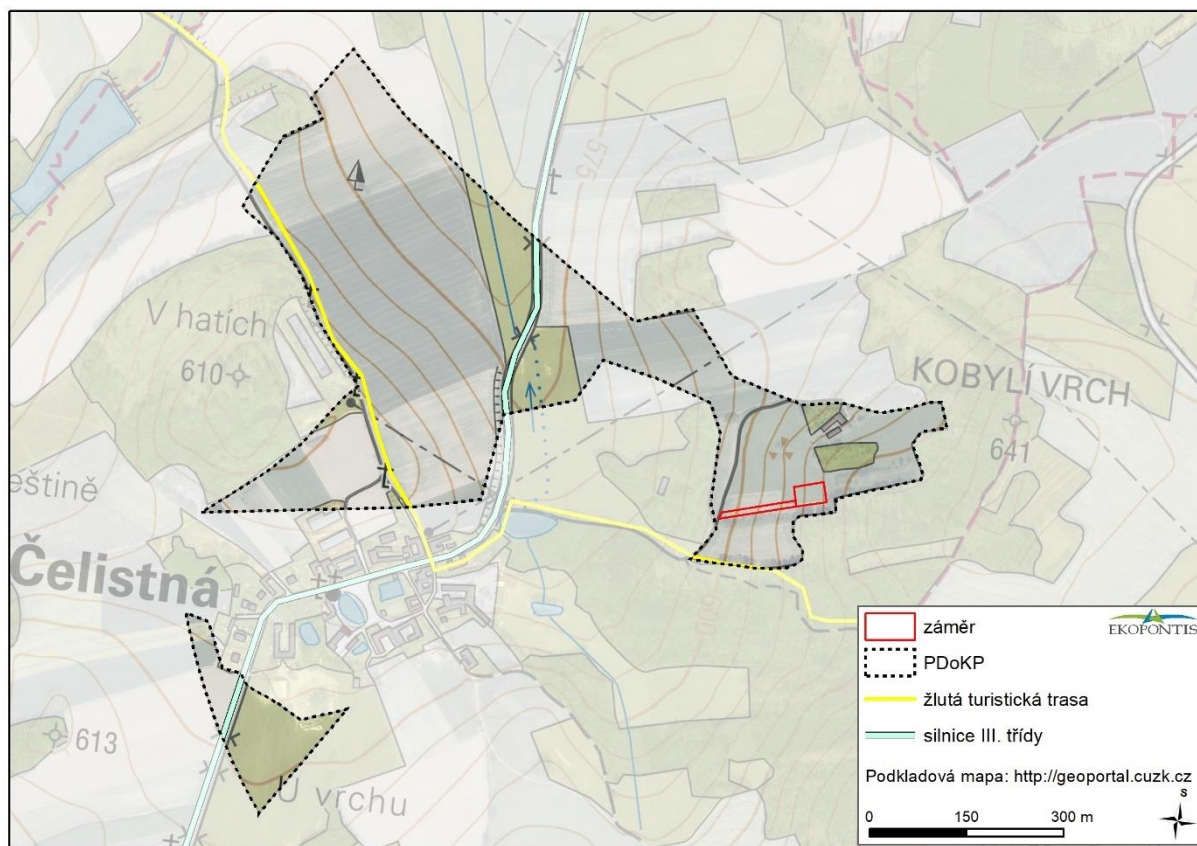 575
t
V hatích
610
KOBYLÍ VRCH
641
eštině
Čelistná
613
U vrchu
záměr
EKOPONTIS
PDoKP
žlutá turistická trasa
silnice III. třídy
Podkladová mapa: http://geoportal.cuzk.cz
S
0 150 300 m